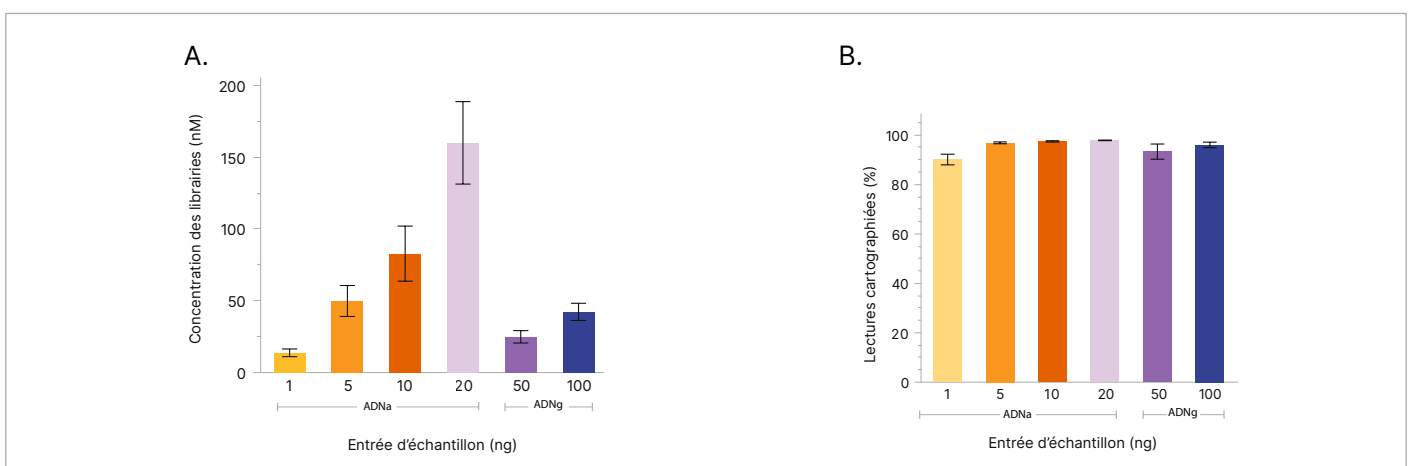 A.
Concentration des librairies (nM)
200
150
100
50
0
1 5 10 20 50 100
ADNa ADNg
Entrée d'échantillon (ng)
B.
Lectures cartographiées (%)
100
80
60
40
20
0
1 5 10 20 50 100
ADNa ADNg
Entrée d'échantillon (ng)